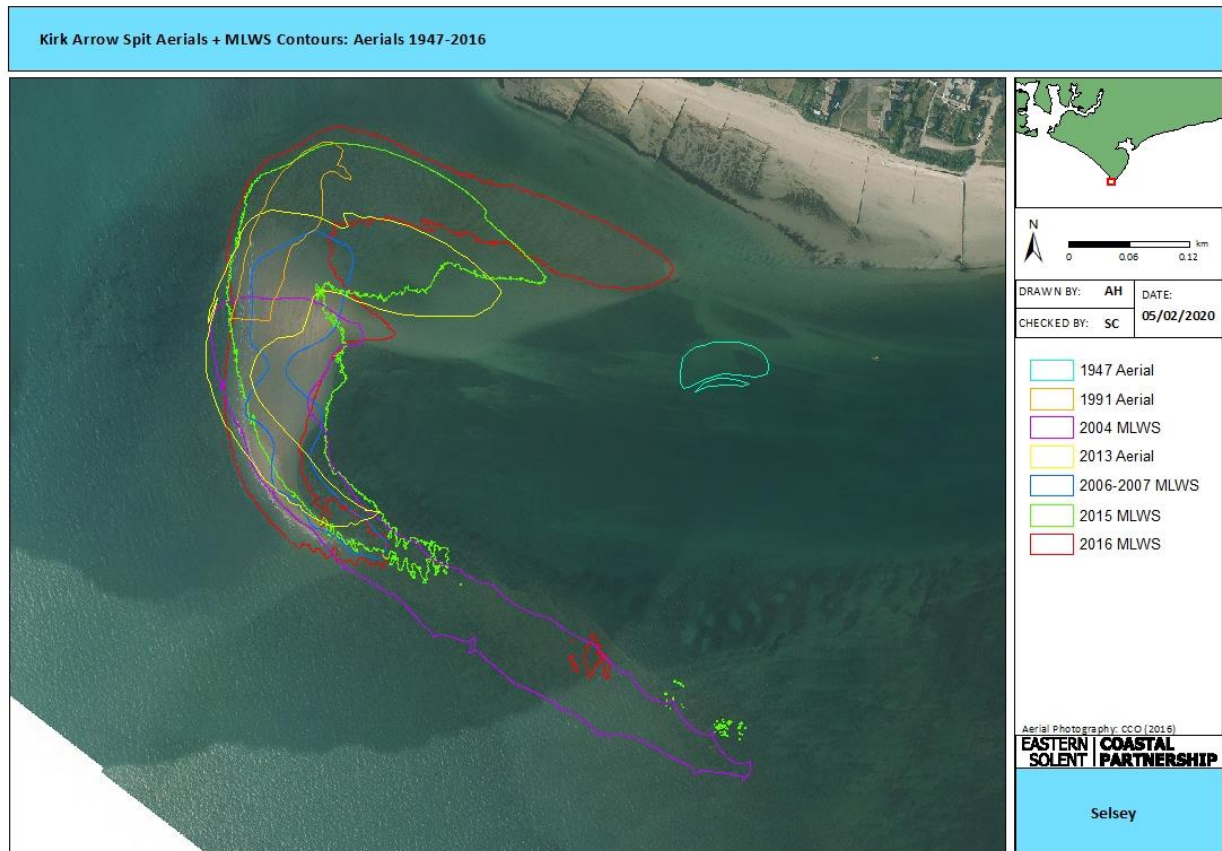 Kirk Arrow Spit Aerials + MLWS Contours: Aerials 1947-2016
N
km
0 0.06 0.12
DRAWN BY: AH
DATE:
05/02/2020
CHECKED BY: SC
1947 Aerial
1991 Aerial
2004 MLWS
2013 Aerial
2006-2007 MLWS
2015 MLWS
2016 MLWS
Aerial Photography: CCO (2016)
EASTERN SOLENT
COASTAL PARTNERSHIP
Selsey